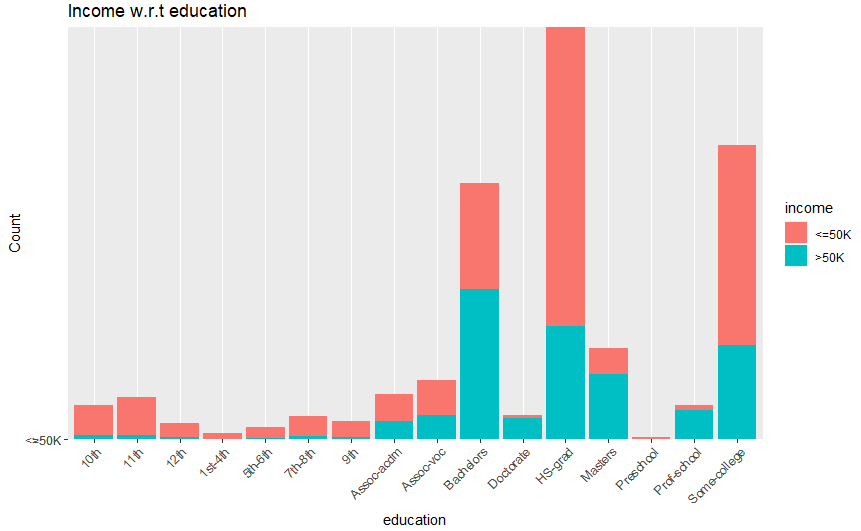 Income w.r.t education
Count
<=50K
10th
11th
12th
1st-4th
5th-6th
7th-8th
9th
Assoc-acdm
Assoc-voc
Bachelors
Doctorate
HS-grad
Masters
Preschool
Prof-school
Some-college
education
income
<=50K
>50K